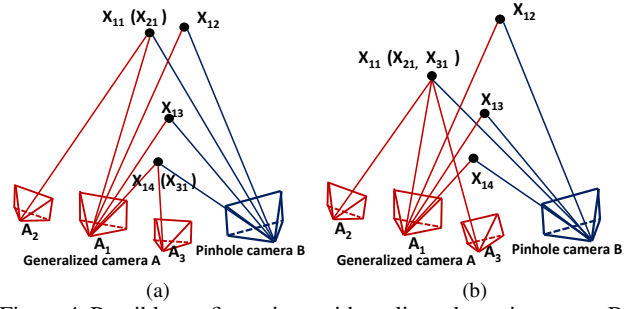 X11 (X21 )
X12
X13
X14 (X31 )
A2
A1
A3
Pinhole camera B
Generalized camera A
(a)
X12
X11 (X21, X31 )
X13
X14
A2
A1
A3
Pinhole camera B
Generalized camera A
(b)